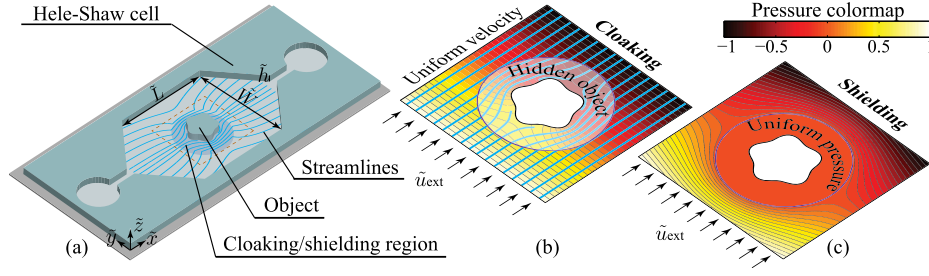 Hele-Shaw cell
L̃
W̃
h̃
Streamlines
Object
Cloaking/shielding region
z̃
ỹ
x̃
(a)
Uniform velocity
Cloaking
Hidden object
ũext
(b)
Pressure colormap
−1 −0.5 0 0.5 1
Shielding
Uniform pressure
ũext
(c)